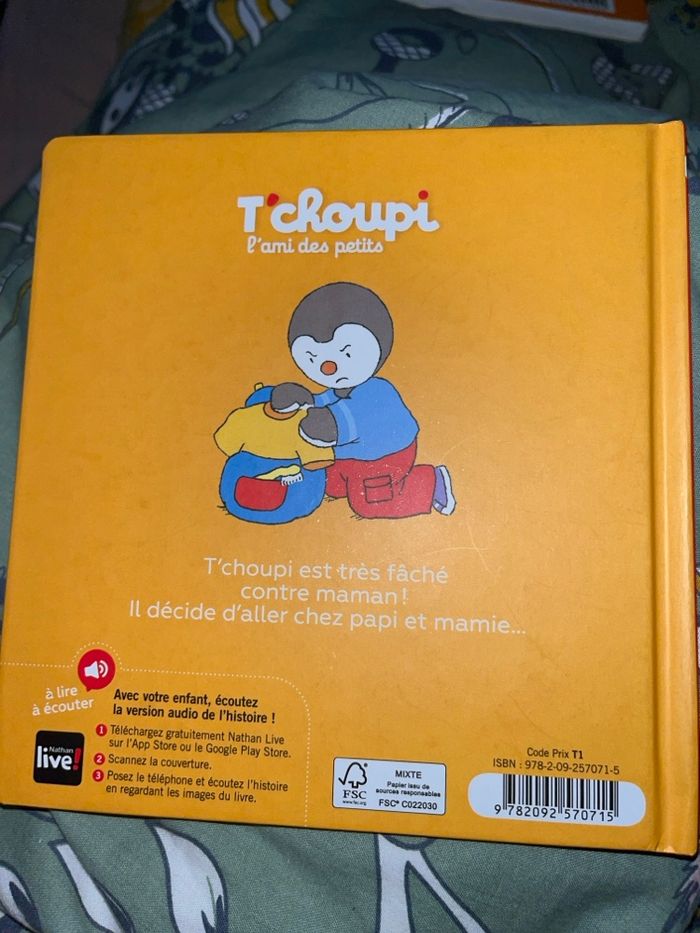 T'choupi
l'ami des petits
T'choupi est très fâché
contre maman !
Il décide d'aller chez papi et mamie...
à lire
à écouter
Nathan
live!
Avec votre enfant, écoutez
la version audio de l'histoire !
1 Téléchargez gratuitement Nathan Live
sur l'App Store ou le Google Play Store.
2 Scannez la couverture.
3 Posez le téléphone et écoutez l'histoire
en regardant les images du livre.
FSC
www.fsc.org
MIXTE
Papier issu de
sources responsables
FSC® C022030
Code Prix T1
ISBN : 978-2-09-257071-5
9 782092 570715